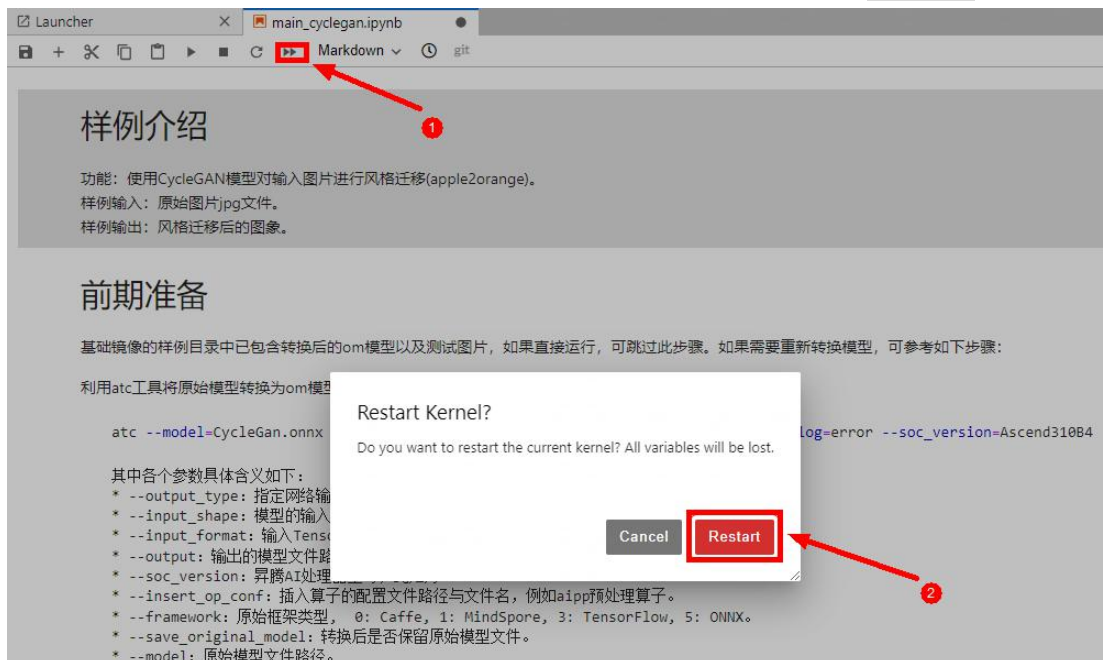 Launcher
main_cyclegan.ipynb
Markdown
git
1
样例介绍
功能：使用CycleGAN模型对输入图片进行风格迁移(apple2orange)。
样例输入：原始图片jpg文件。
样例输出：风格迁移后的图象。
前期准备
基础镜像的样例目录中已包含转换后的om模型以及测试图片，如果直接运行，可跳过此步骤。如果需要重新转换模型，可参考如下步骤：
利用atc工具将原始模型转换为om模型
Restart Kernel?
Do you want to restart the current kernel? All variables will be lost.
Cancel
Restart
2
atc --model=CycleGan.onnx
log=error --soc_version=Ascend310B4
其中各个参数具体含义如下：
* --output_type：指定网络输
* --input_shape：模型的输入
* --input_format：输入Tenso
* --output：输出的模型文件路
* --soc_version：昇腾AI处理
* --insert_op_conf：插入算子的配置文件路径与文件名，例如aipp预处理算子。
* --framework：原始框架类型， 0: Caffe, 1: MindSpore, 3: TensorFlow, 5: ONNX。
* --save_original_model：转换后是否保留原始模型文件。
* --model：原始模型文件路径。